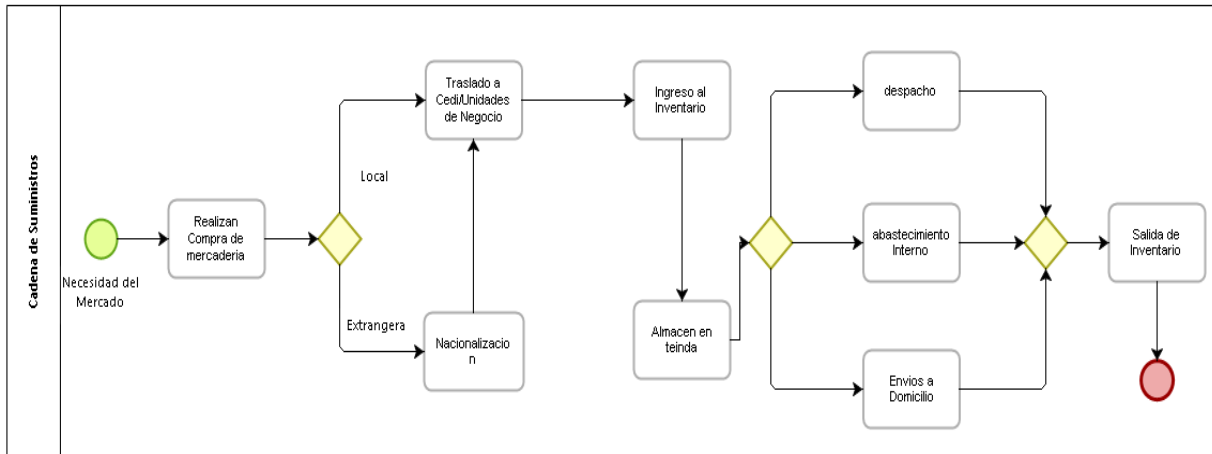 Cadena de Suministros
Necesidad del
Mercado
Realizan
Compra de
mercaderia
Local
Extrangera
Traslado a
Cedi/Unidades
de Negocio
Nacionalizacio
n
Ingreso al
Inventario
Almacen en
teinda
despacho
abastecimiento
Interno
Envios a
Domicilio
Salida de
Inventario